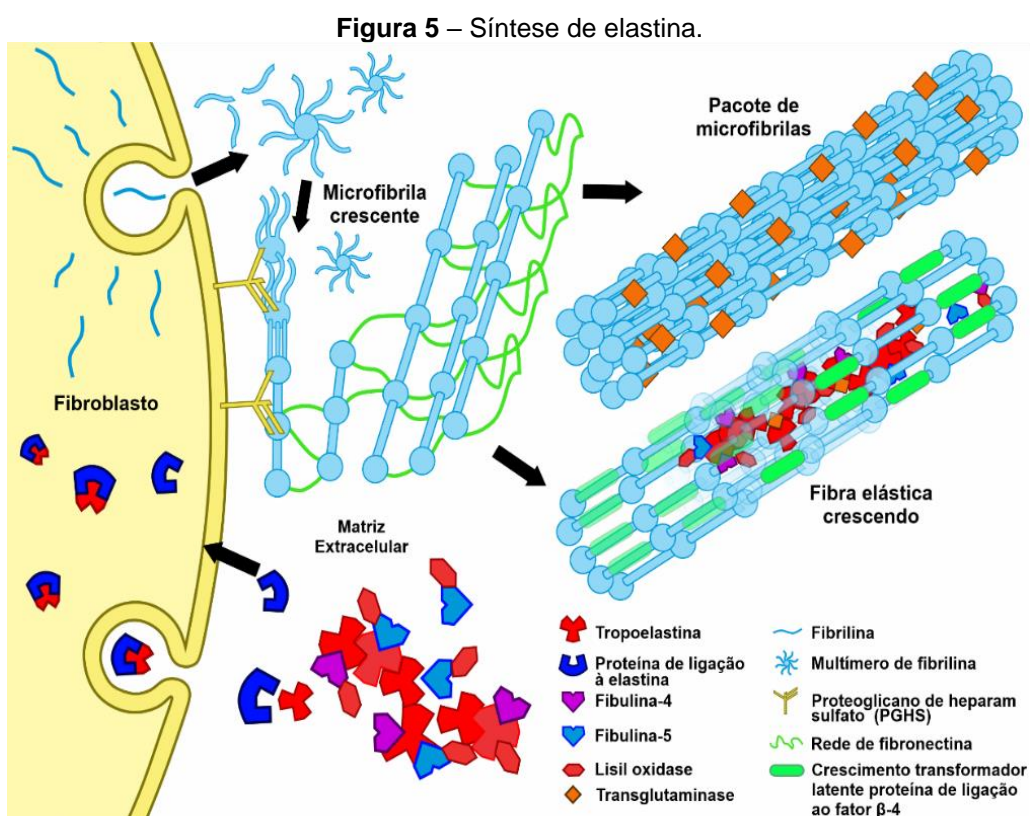 Figura 5 – Síntese de elastina.
Pacote de
microfibrilas
Microfibrila
crescente
Fibroblasto
Fibra elástica
crescendo
Matriz
Extracelular
Tropoelastina
Proteína de ligação
à elastina
Fibulina-4
Fibulina-5
Lisil oxidase
Transglutaminase
Fibrilina
Multímero de fibrilina
Proteoglicano de heparam
sulfato (PGHS)
Rede de fibronectina
Crescimento transformador
latente proteína de ligação
ao fator β-4